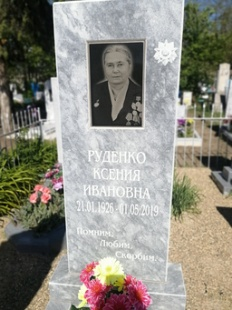 РУДЕНКО
КСЕНИЯ
ИВАНОВНА
21.01.1926 - 01.05.2019
Помним.
Любим.
Скорбим.